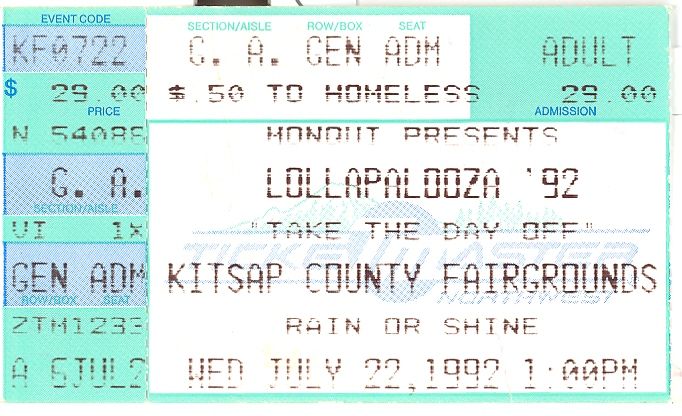 EVENT CODE SECTION/AISLE ROW/BOX SEAT
KF0722 G. A. GEN ADM ADULT
$ 29.00 $.50 TO HOMELESS 29.00
PRICE ADMISSION
N 54086 MONQUI PRESENTS
G. A. LOLLAPALOOZA '92
SECTION/AISLE
VI 1X "TAKE THE DAY OFF"
TICKETMASTER
GEN ADM KITSAP COUNTY FAIRGROUNDS
ROW/BOX SEAT NORTHWEST
ZTM1233 RAIN OR SHINE
A 5JUL2 WED JULY 22,1992 1:00PM